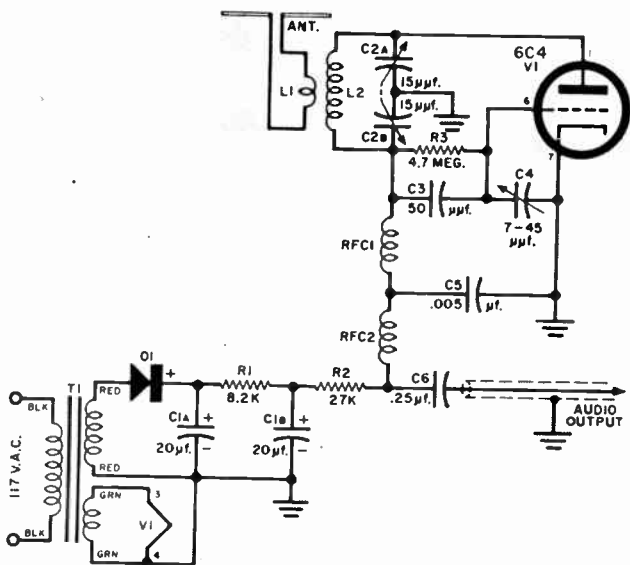 ANT.
L1
L2
C2A
15μμf.
15μμf.
C2B
6C4
V1
1
6
7
R3
4.7 MEG.
C3
50 μμf.
C4
7-45
μμf.
RFC1
C5
.005 μf.
RFC2
D1
+
R1
8.2K
R2
27K
C6
.25μf.
AUDIO
OUTPUT
T1
RED
RED
C1A
+
20μf.
-
C1B
+
20μf.
-
BLK
BLK
117 V.A.C.
GRN
GRN
3
V1
4